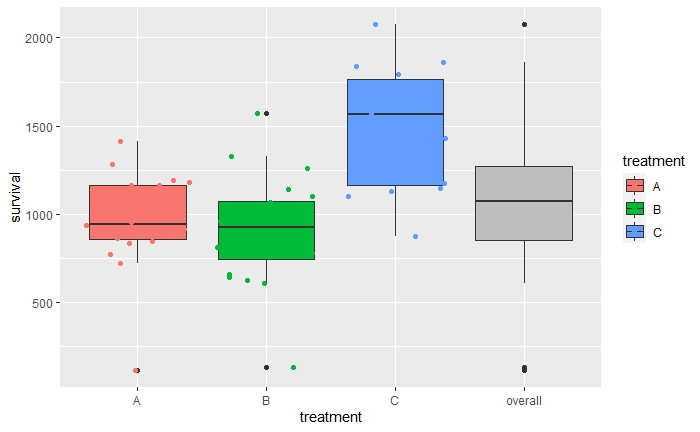 2000
1500
1000
500
survival
A
B
C
overall
treatment
treatment
A
B
C